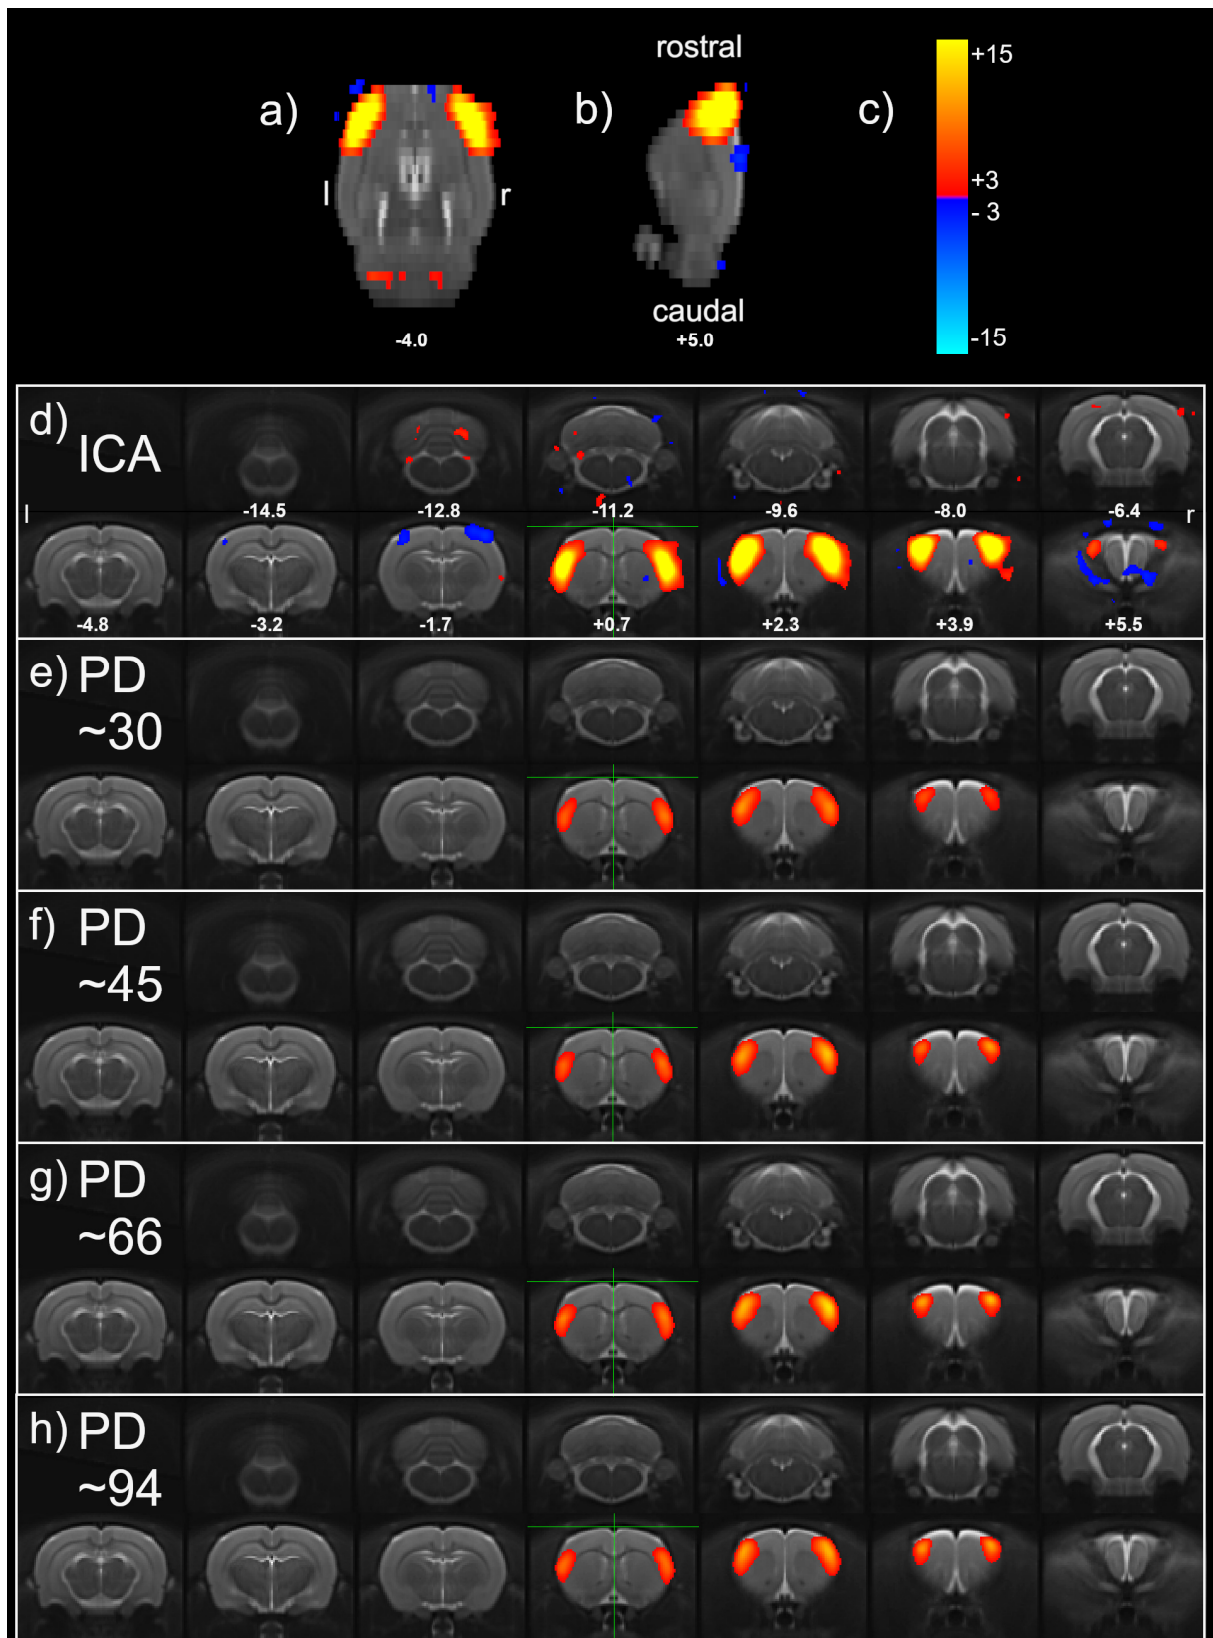 rostral
a)
b)
c)
+15
+3
- 3
-15
l
r
caudal
-4.0
+5.0
d)
ICA
-14.5
-12.8
-11.2
-9.6
-8.0
-6.4
l
r
-4.8
-3.2
-1.7
+0.7
+2.3
+3.9
+5.5
e) PD
~30
f) PD
~45
g) PD
~66
h) PD
~94